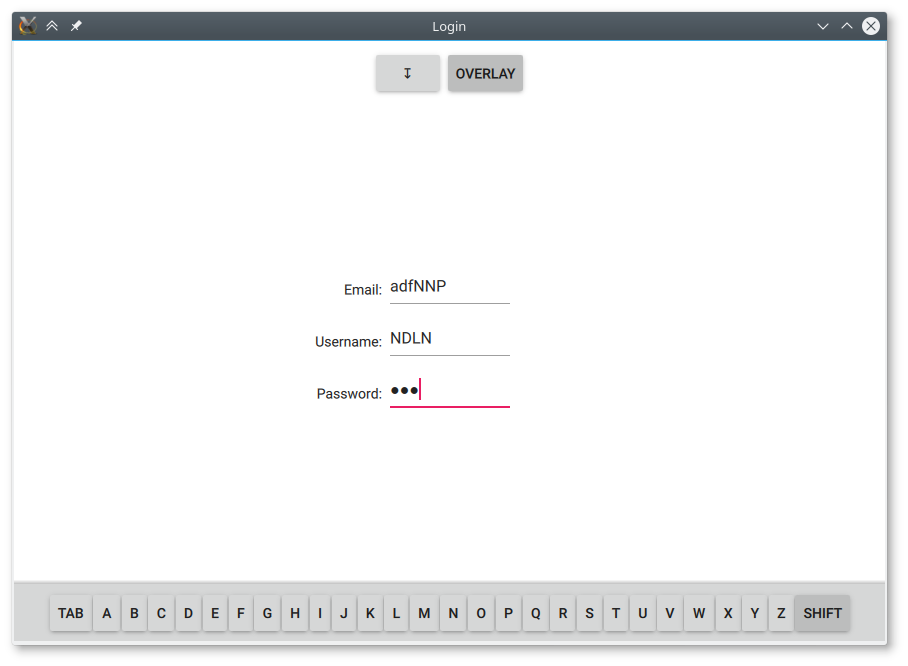 Login
↧ OVERLAY
Email: adfNNP
Username: NDLN
Password: •••
TAB A B C D E F G H I J K L M N O P Q R S T U V W X Y Z SHIFT